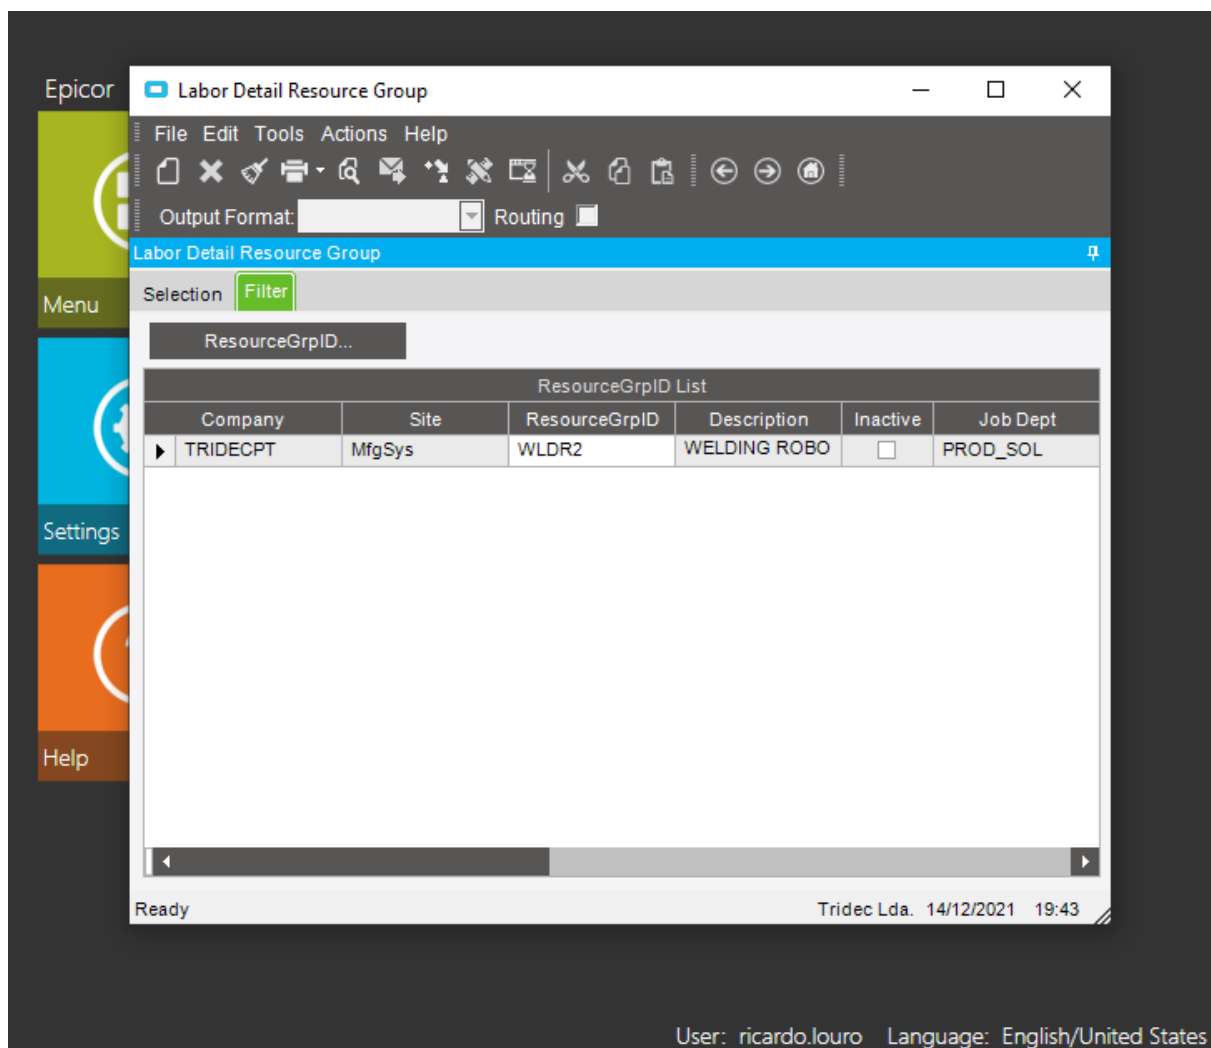 Epicor
Labor Detail Resource Group
File Edit Tools Actions Help
Output Format: Routing
Labor Detail Resource Group
Selection Filter
Menu
ResourceGrpID...
ResourceGrpID List
Company Site ResourceGrpID Description Inactive Job Dept
TRIDECPT MfgSys WLDR2 WELDING ROBO PROD_SOL
Settings
Help
Ready Tridec Lda. 14/12/2021 19:43
User: ricardo.louro Language: English/United States